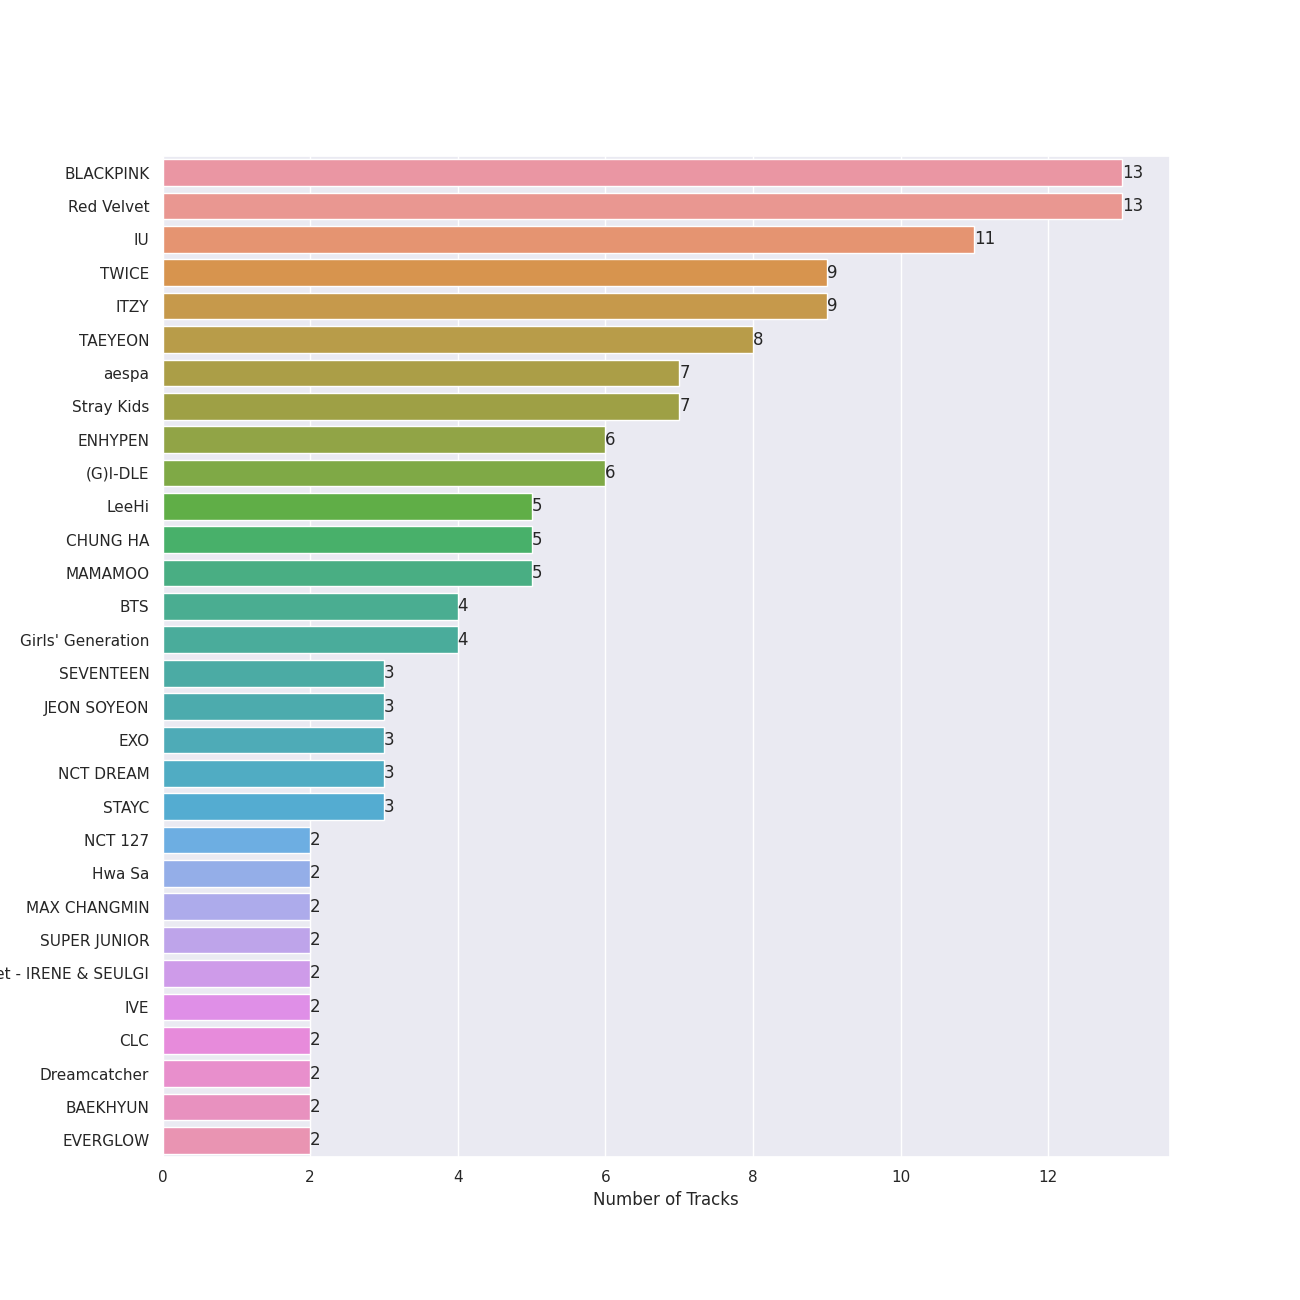 BLACKPINK 13
Red Velvet 13
IU 11
TWICE 9
ITZY 9
TAEYEON 8
aespa 7
Stray Kids 7
ENHYPEN 6
(G)I-DLE 6
LeeHi 5
CHUNG HA 5
MAMAMOO 5
BTS 4
Girls' Generation 4
SEVENTEEN 3
JEON SOYEON 3
EXO 3
NCT DREAM 3
STAYC 3
NCT 127 2
Hwa Sa 2
MAX CHANGMIN 2
SUPER JUNIOR 2
et - IRENE & SEULGI 2
IVE 2
CLC 2
Dreamcatcher 2
BAEKHYUN 2
EVERGLOW 2
0 2 4 6 8 10 12
Number of Tracks